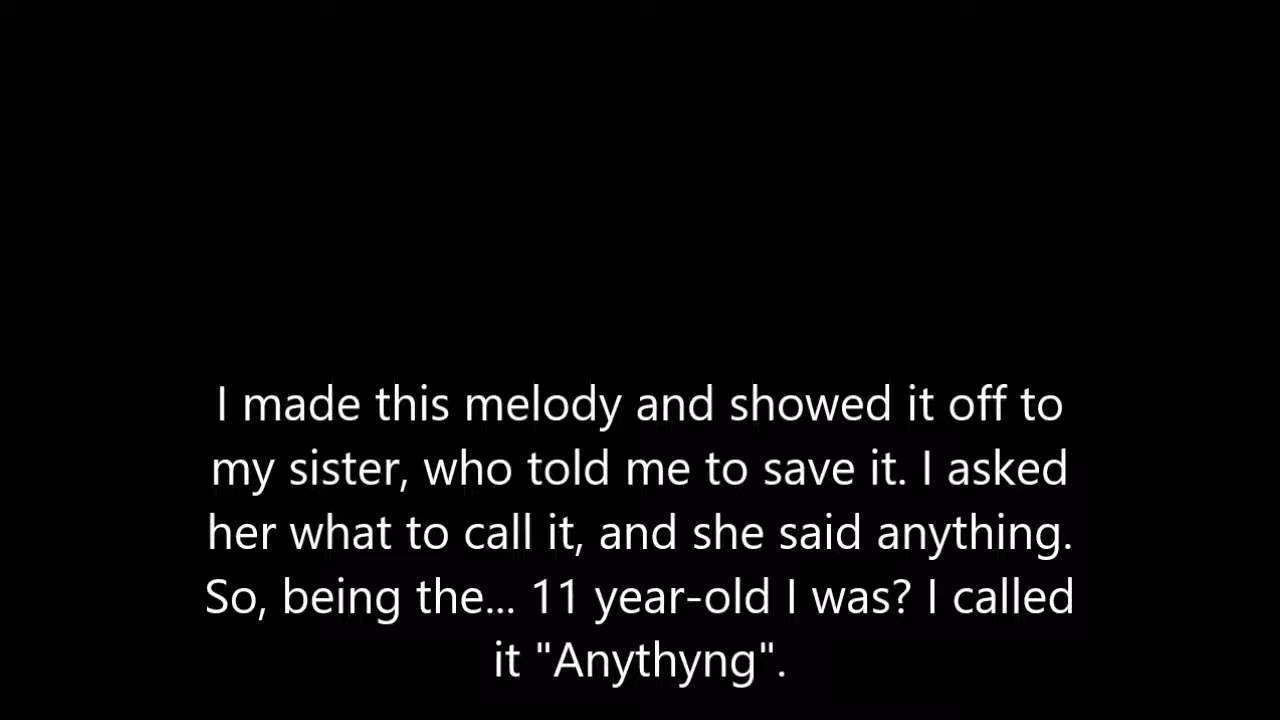 I made this melody and showed it off to
my sister, who told me to save it. I asked
her what to call it, and she said anything.
So, being the... 11 year-old I was? I called
it "Anythyng".